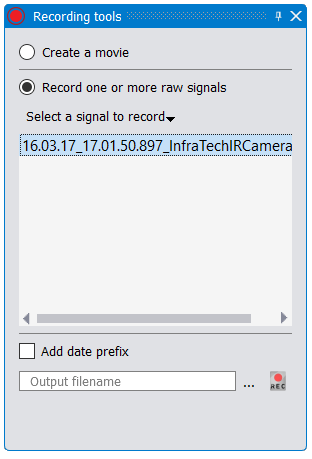 Recording tools
Create a movie
Record one or more raw signals
Select a signal to record
16.03.17_17.01.50.897_InfraTechIRCamera
Add date prefix
Output filename
...
REC